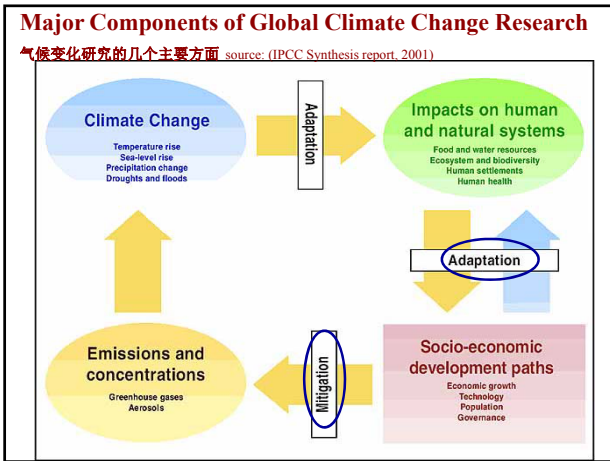 Major Components of Global Climate Change Research
气候变化研究的几个主要方面 source: (IPCC Synthesis report, 2001)
Climate Change
Temperature rise
Sea-level rise
Precipitation change
Droughts and floods
Adaptation
Impacts on human
and natural systems
Food and water resources
Ecosystem and biodiversity
Human settlements
Human health
Adaptation
Emissions and
concentrations
Greenhouse gases
Aerosols
Mitigation
Socio-economic
development paths
Economic growth
Technology
Population
Governance